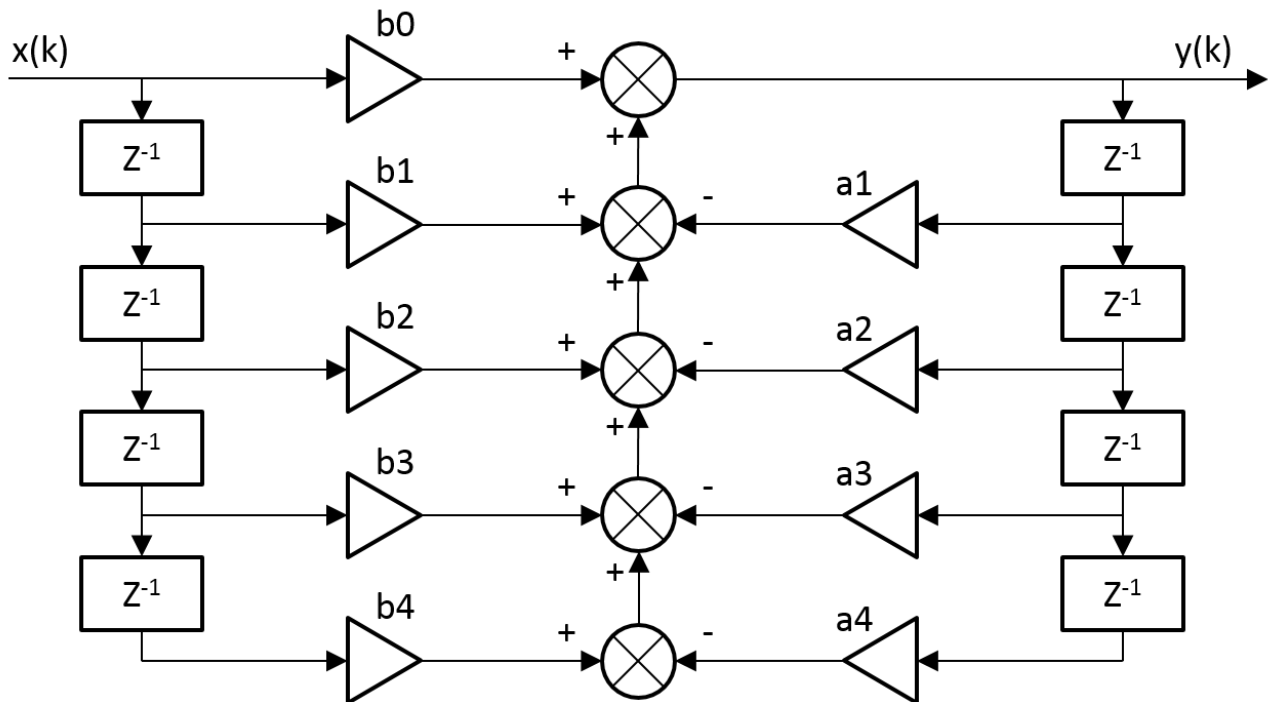 b0
x(k) + y(k)
Z⁻¹ + Z⁻¹
b1 + - a1
Z⁻¹ + Z⁻¹
b2 + - a2
Z⁻¹ + Z⁻¹
b3 + - a3
Z⁻¹ + Z⁻¹
b4 + - a4